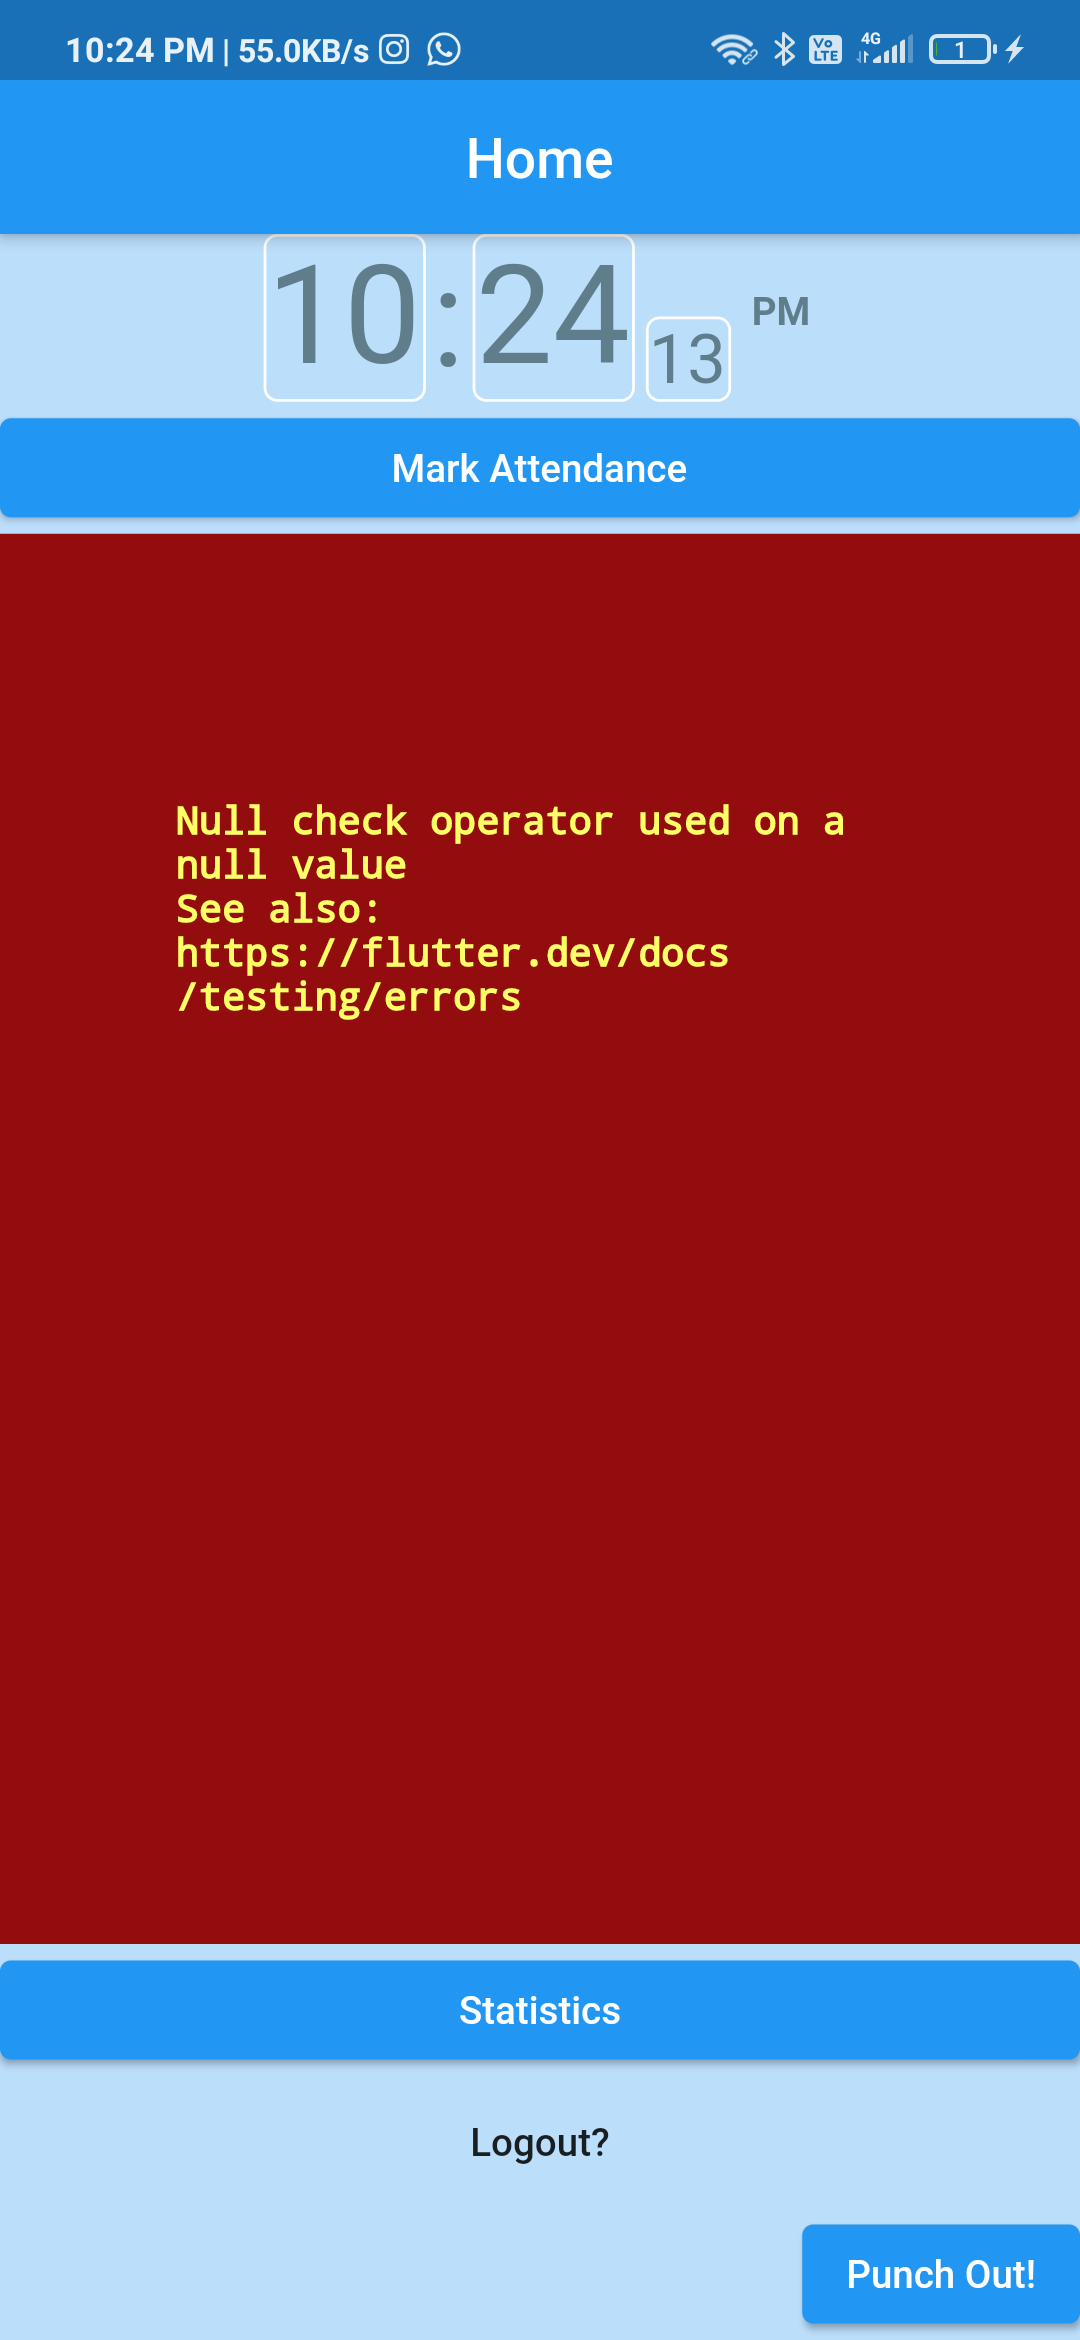 10:24 PM | 55.0KB/s 4G Vo LTE 1
Home
10:24 13 PM
Mark Attendance
Null check operator used on a
null value
See also:
https://flutter.dev/docs
/testing/errors
Statistics
Logout?
Punch Out!